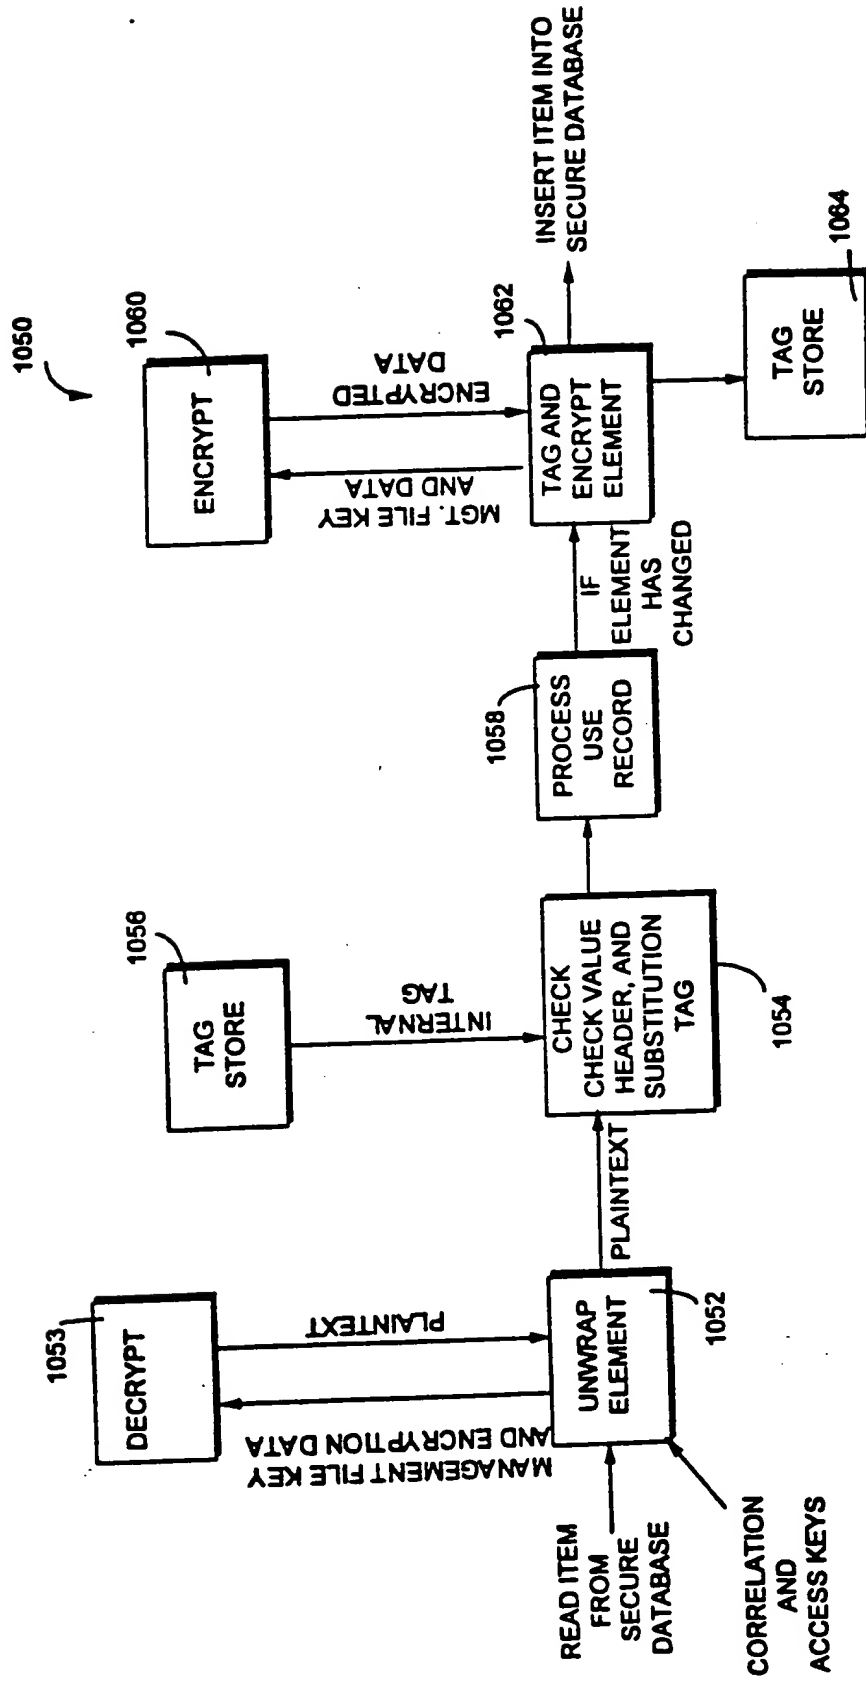 1050
1053
DECRYPT
MANAGEMENT FILE KEY
AND ENCRYPTION DATA
PLAINTEXT
READ ITEM
FROM
SECURE
DATABASE
UNWRAP
ELEMENT
1052
CORRELATION
AND
ACCESS KEYS
PLAINTEXT
1056
TAG
STORE
INTERNAL
TAG
CHECK
CHECK VALUE
HEADER, AND
SUBSTITUTION
TAG
1054
1058
PROCESS
USE
RECORD
IF
ELEMENT
HAS
CHANGED
1060
ENCRYPT
MGT. FILE KEY
AND DATA
ENCRYPTED
DATA
1062
TAG AND
ENCRYPT
ELEMENT
INSERT ITEM INTO
SECURE DATABASE
TAG
STORE
1064